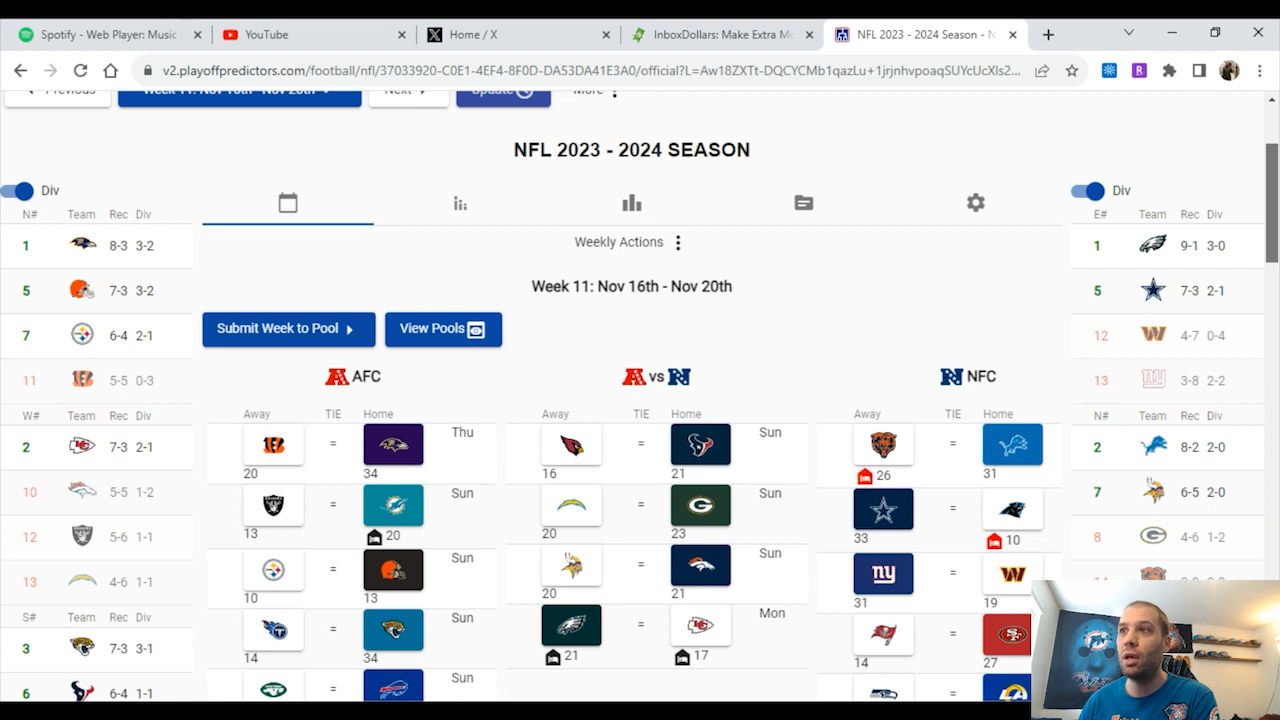 Spotify - Web Player: Music
YouTube
Home / X
InboxDollars: Make Extra Mo
NFL 2023 - 2024 Season - N
v2.playoffpredictors.com/football/nfl/37033920-C0E1-4EF4-8F0D-DA53DA41E3A0/official?L=Aw18ZXTt-DQCYCMb1qazLu+1jrjnhvpoaqSUYcUcXls2...
Previous Week 11: Nov 16th - Nov 20th Next Update More
NFL 2023 - 2024 SEASON
Div
N# Team Rec Div
1 8-3 3-2
5 7-3 3-2
7 6-4 2-1
11 5-5 0-3
W# Team Rec Div
2 7-3 2-1
10 5-5 1-2
12 5-6 1-1
13 4-6 1-1
S# Team Rec Div
3 7-3 3-1
6 6-4 1-1
Weekly Actions
Week 11: Nov 16th - Nov 20th
Submit Week to Pool View Pools
AFC
Away TIE Home
= Thu
20 34
= Sun
13 20
= Sun
10 13
= Sun
14 34
Sun
A vs N
Away TIE Home
= Sun
16 21
= Sun
20 23
= Sun
20 21
= Mon
21 17
NFC
Away TIE Home
=
26 31
=
33 10
ny = W
31 19
= SF
14 27
=
Div
E# Team Rec Div
1 9-1 3-0
5 7-3 2-1
12 W 4-7 0-4
13 ny 3-8 2-2
N# Team Rec Div
2 8-2 2-0
7 6-5 2-0
8 G 4-6 1-2